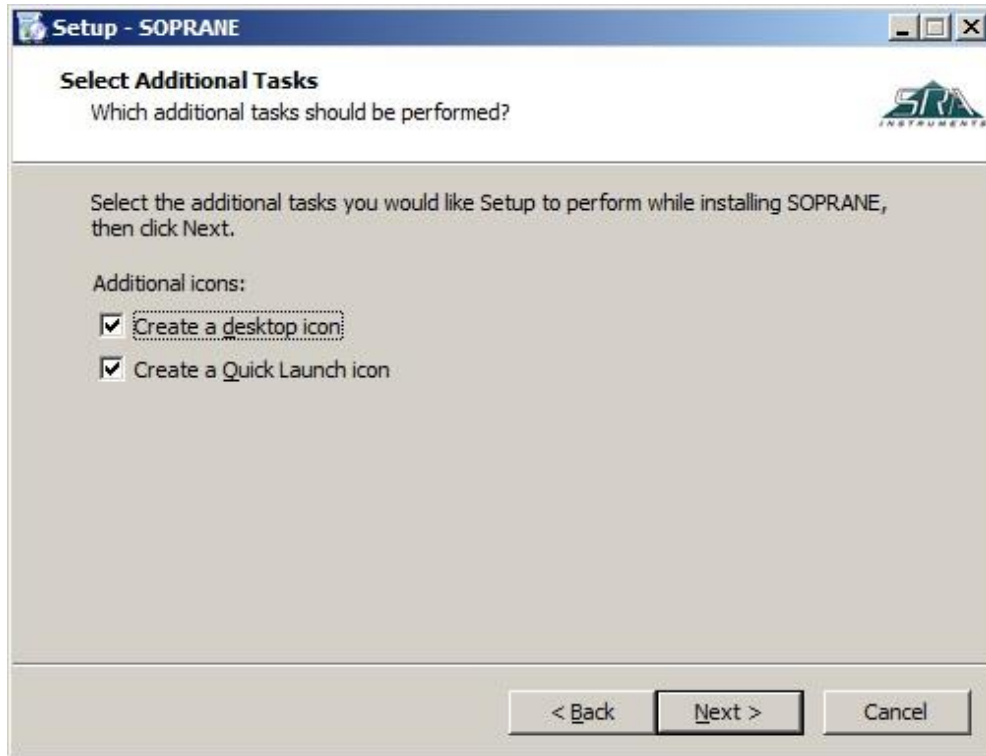 Setup - SOPRANE
Select Additional Tasks
Which additional tasks should be performed?
SRA
INSTRUMENTS
Select the additional tasks you would like Setup to perform while installing SOPRANE,
then click Next.
Additional icons:
Create a desktop icon
Create a Quick Launch icon
< Back
Next >
Cancel